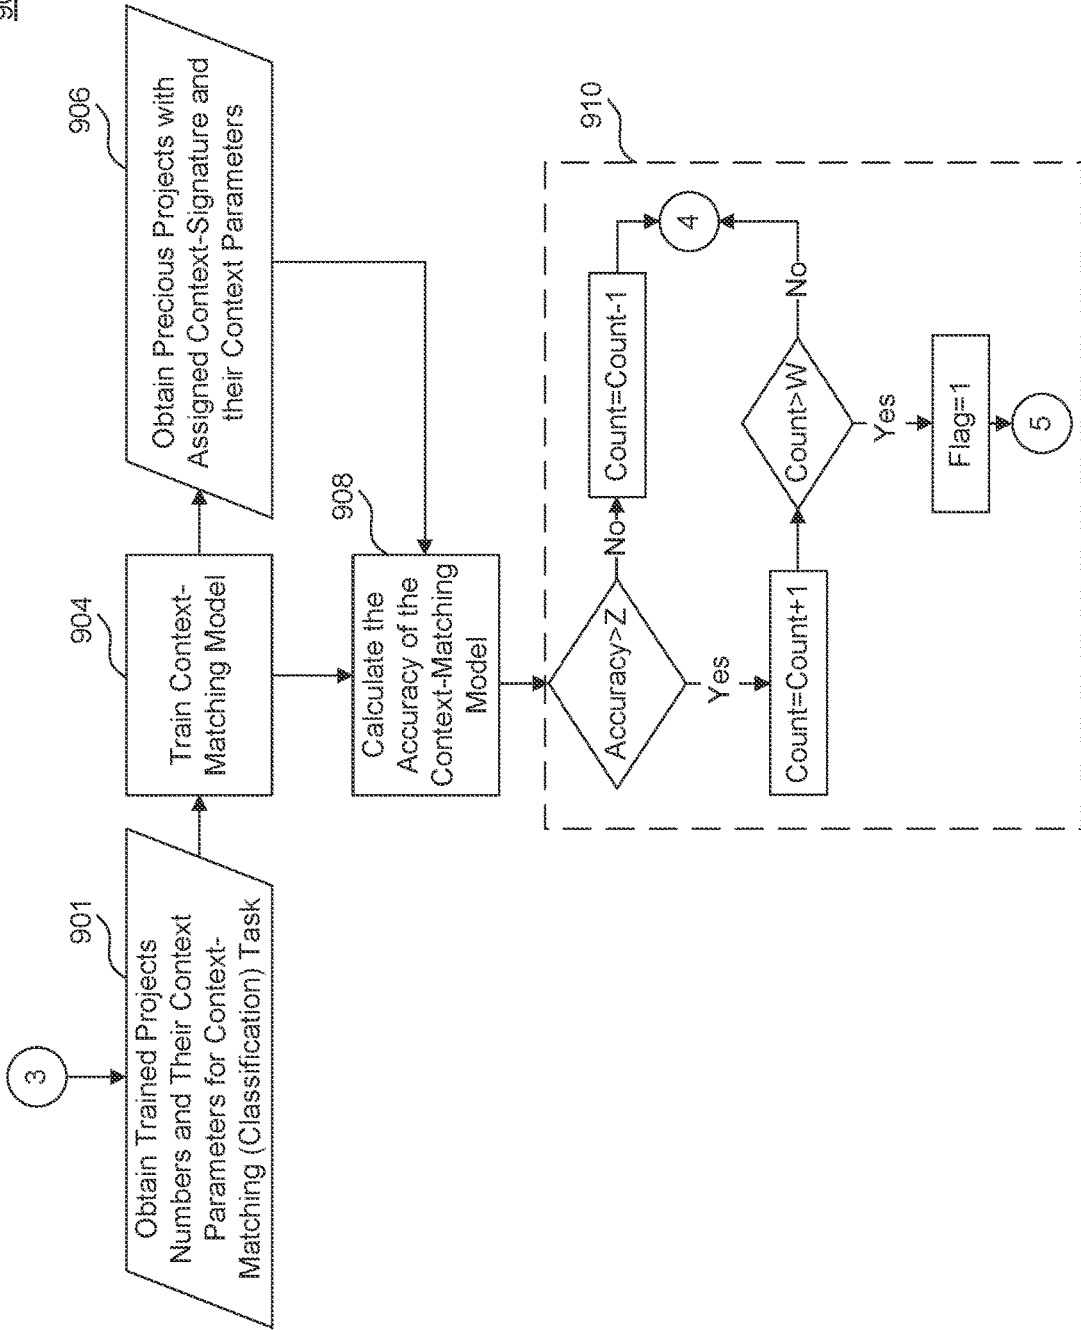 3
901
Obtain Trained Projects
Numbers and Their Context
Parameters for Context-
Matching (Classification) Task
904
Train Context-
Matching Model
906
Obtain Precious Projects with
Assigned Context-Signature and
their Context Parameters
908
Calculate the
Accuracy of the
Context-Matching
Model
910
Accuracy>Z
No
Count=Count-1
4
Yes
Count=Count+1
Count>W
No
Yes
Flag=1
5